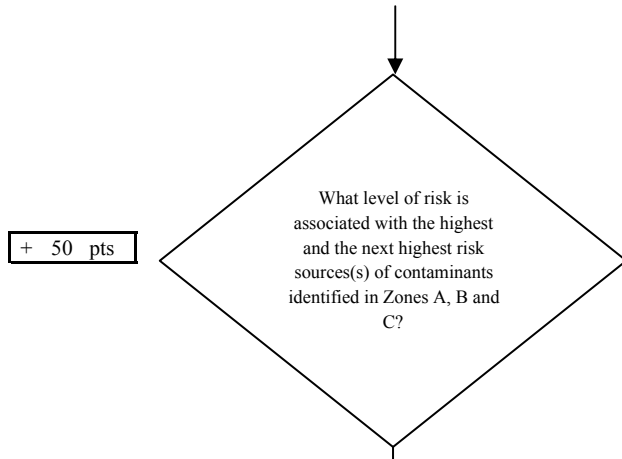 What level of risk is
associated with the highest
and the next highest risk
sources(s) of contaminants
identified in Zones A, B and
C?
+ 50 pts